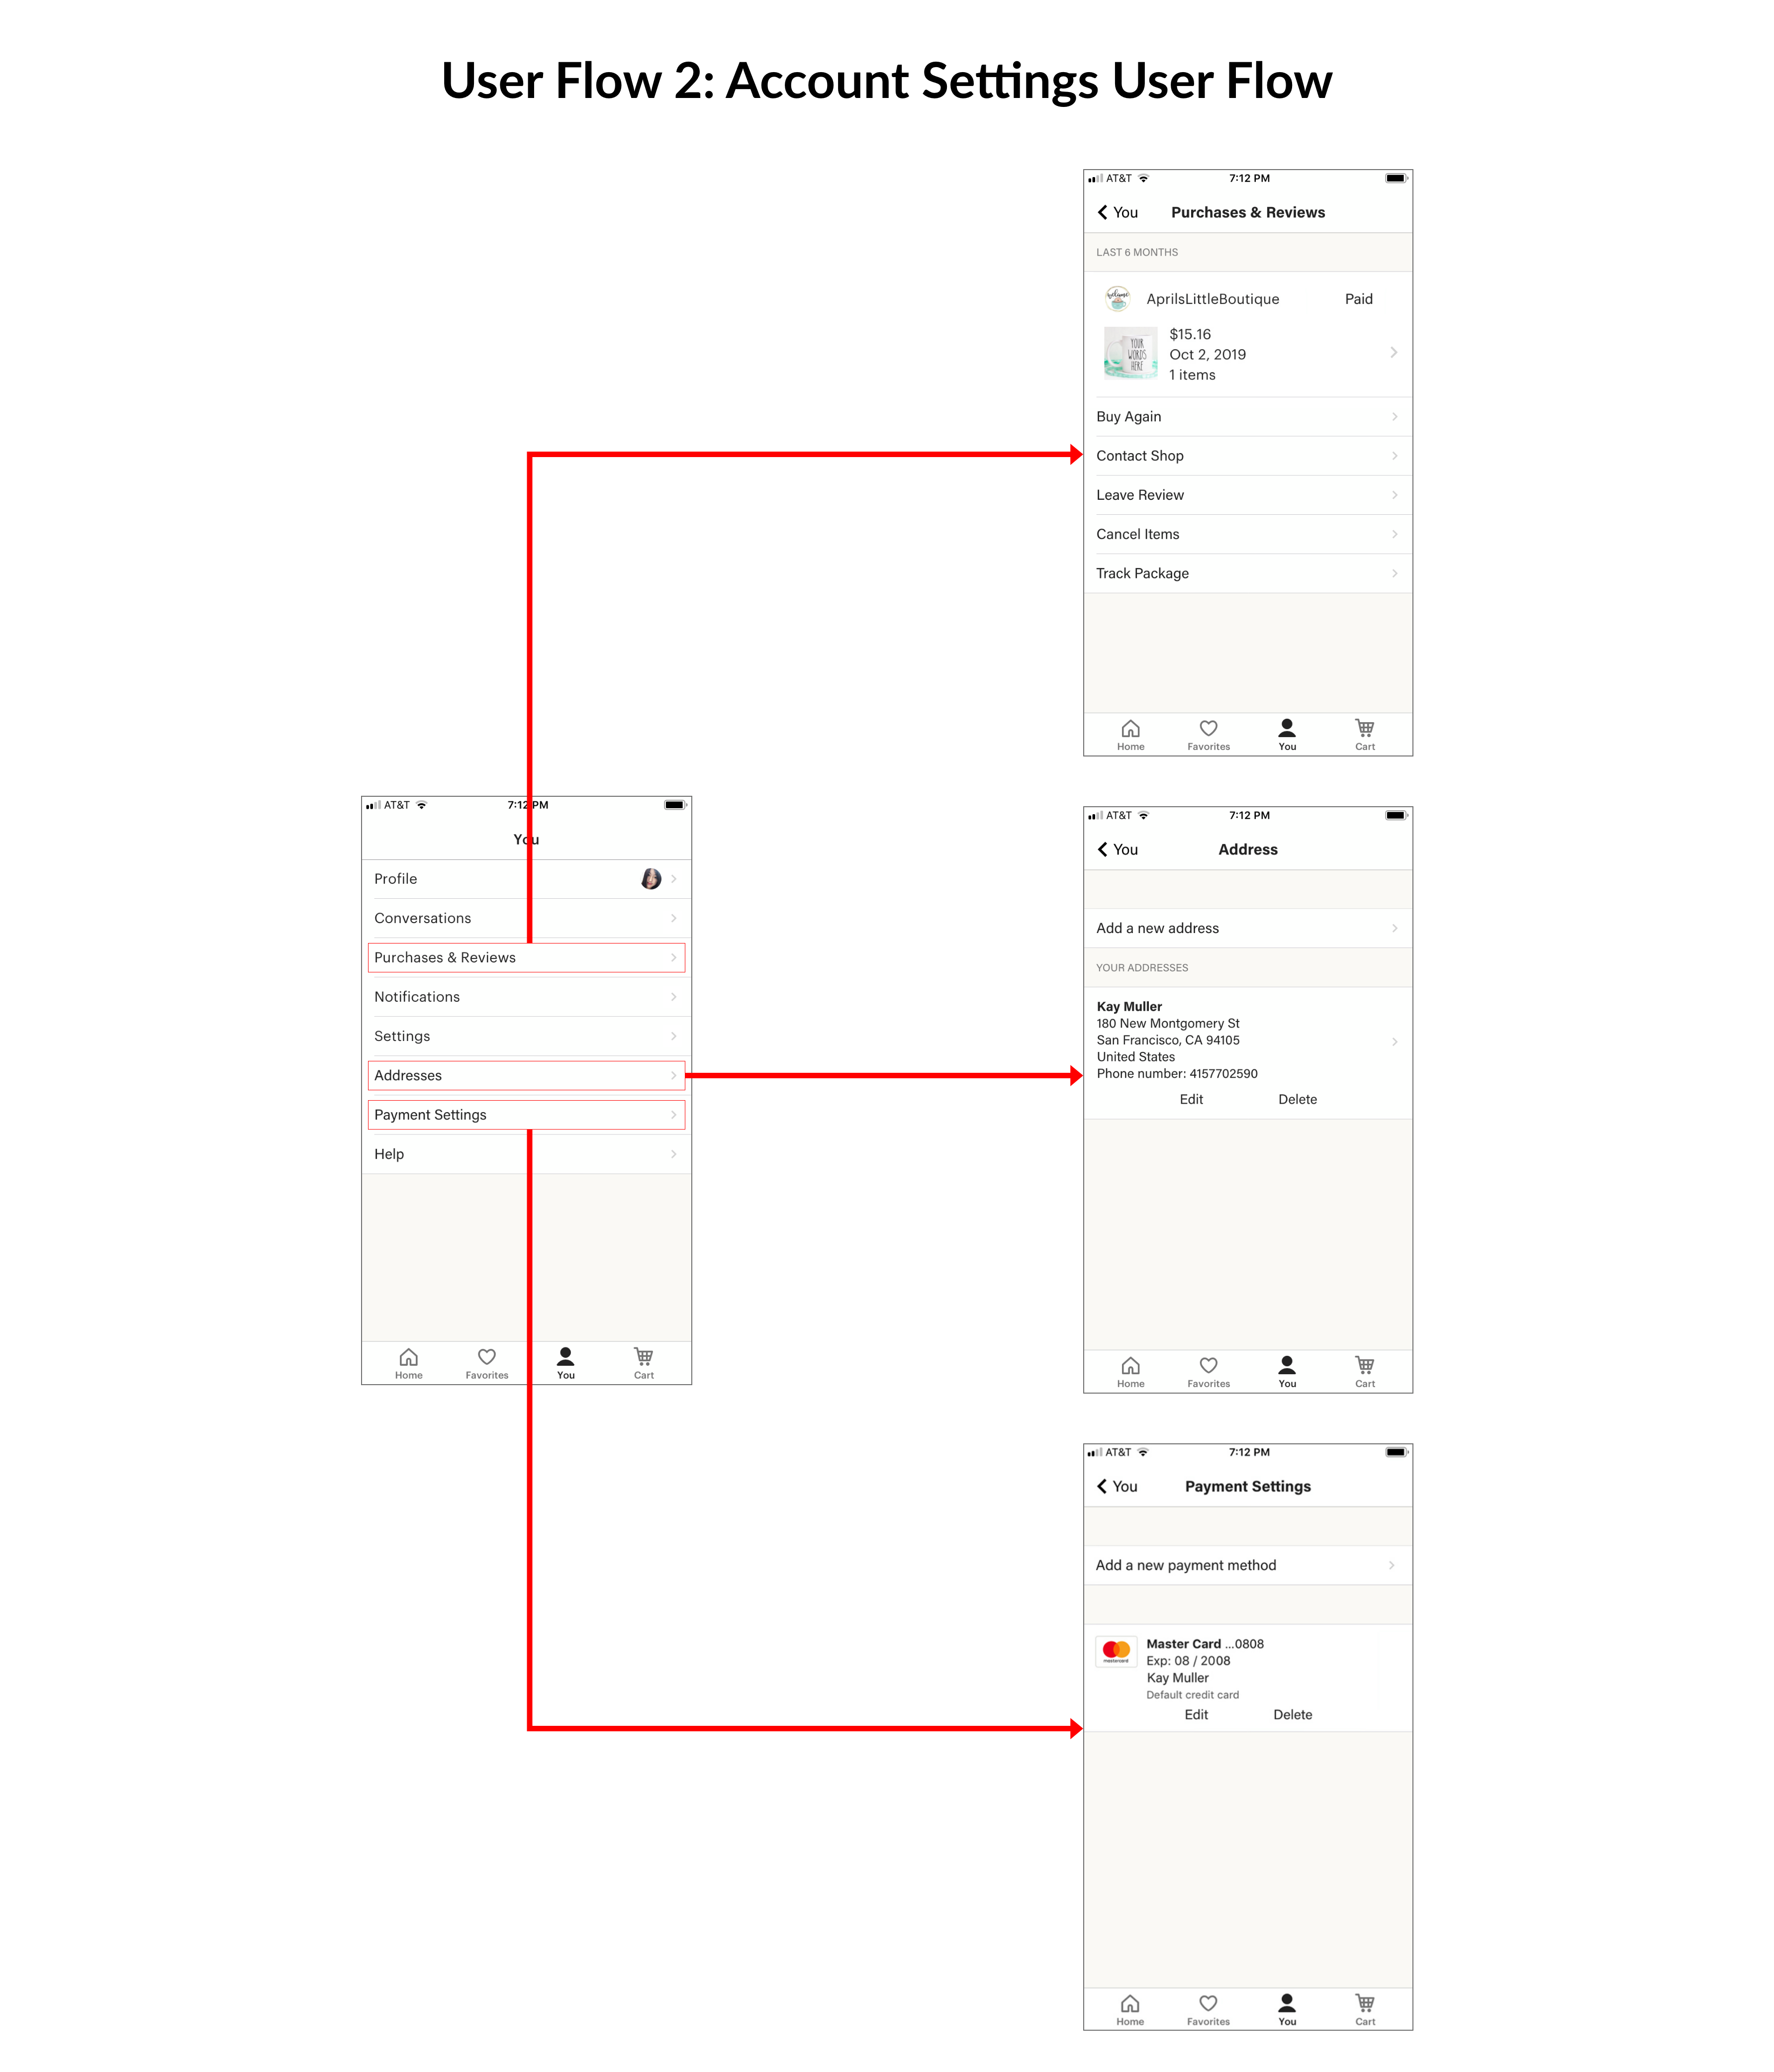 User Flow 2: Account Settings User Flow
AT&T 7:12 PM
You Purchases & Reviews
LAST 6 MONTHS
welcome
AprilsLittleBoutique Paid
YOUR
WORDS
HERE
$15.16
Oct 2, 2019
1 items
Buy Again
Contact Shop
Leave Review
Cancel Items
Track Package
Home Favorites You Cart
AT&T 7:12 PM
You
Profile
Conversations
Purchases & Reviews
Notifications
Settings
Addresses
Payment Settings
Help
Home Favorites You Cart
AT&T 7:12 PM
You Address
Add a new address
YOUR ADDRESSES
Kay Muller
180 New Montgomery St
San Francisco, CA 94105
United States
Phone number: 4157702590
Edit Delete
Home Favorites You Cart
AT&T 7:12 PM
You Payment Settings
Add a new payment method
mastercard
Master Card ...0808
Exp: 08 / 2008
Kay Muller
Default credit card
Edit Delete
Home Favorites You Cart